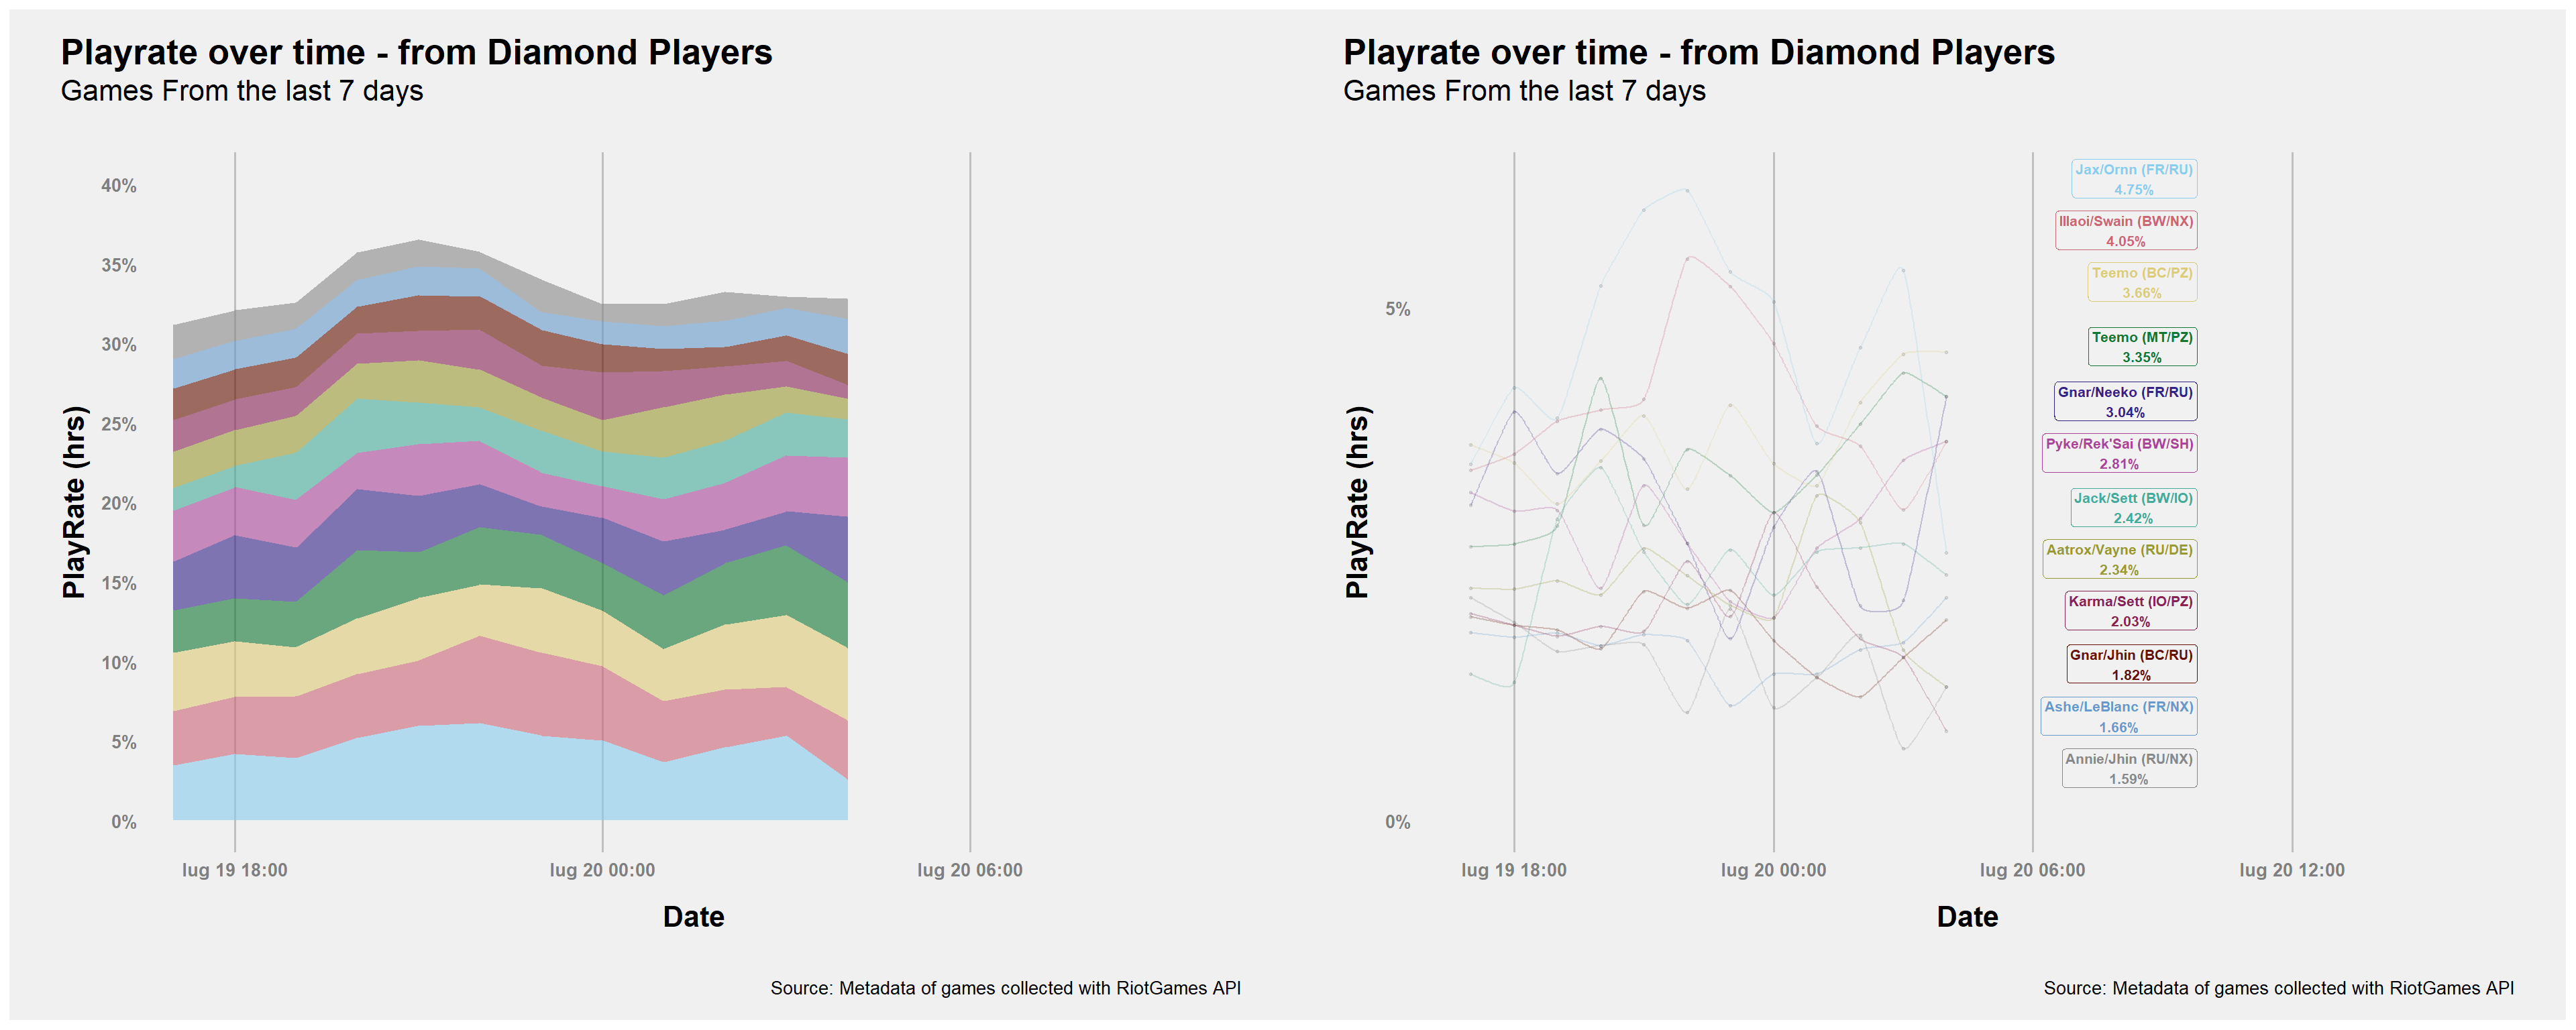 Playrate over time - from Diamond Players
Games From the last 7 days
PlayRate (hrs)
40%
35%
30%
25%
20%
15%
10%
5%
0%
lug 19 18:00
lug 20 00:00
lug 20 06:00
Date
Source: Metadata of games collected with RiotGames API
Playrate over time - from Diamond Players
Games From the last 7 days
PlayRate (hrs)
5%
0%
Jax/Ornn (FR/RU)
4.75%
Illaoi/Swain (BW/NX)
4.05%
Teemo (BC/PZ)
3.66%
Teemo (MT/PZ)
3.35%
Gnar/Neeko (FR/RU)
3.04%
Pyke/Rek'Sai (BW/SH)
2.81%
Jack/Sett (BW/IO)
2.42%
Aatrox/Vayne (RU/DE)
2.34%
Karma/Sett (IO/PZ)
2.03%
Gnar/Jhin (BC/RU)
1.82%
Ashe/LeBlanc (FR/NX)
1.66%
Annie/Jhin (RU/NX)
1.59%
lug 19 18:00
lug 20 00:00
lug 20 06:00
lug 20 12:00
Date
Source: Metadata of games collected with RiotGames API